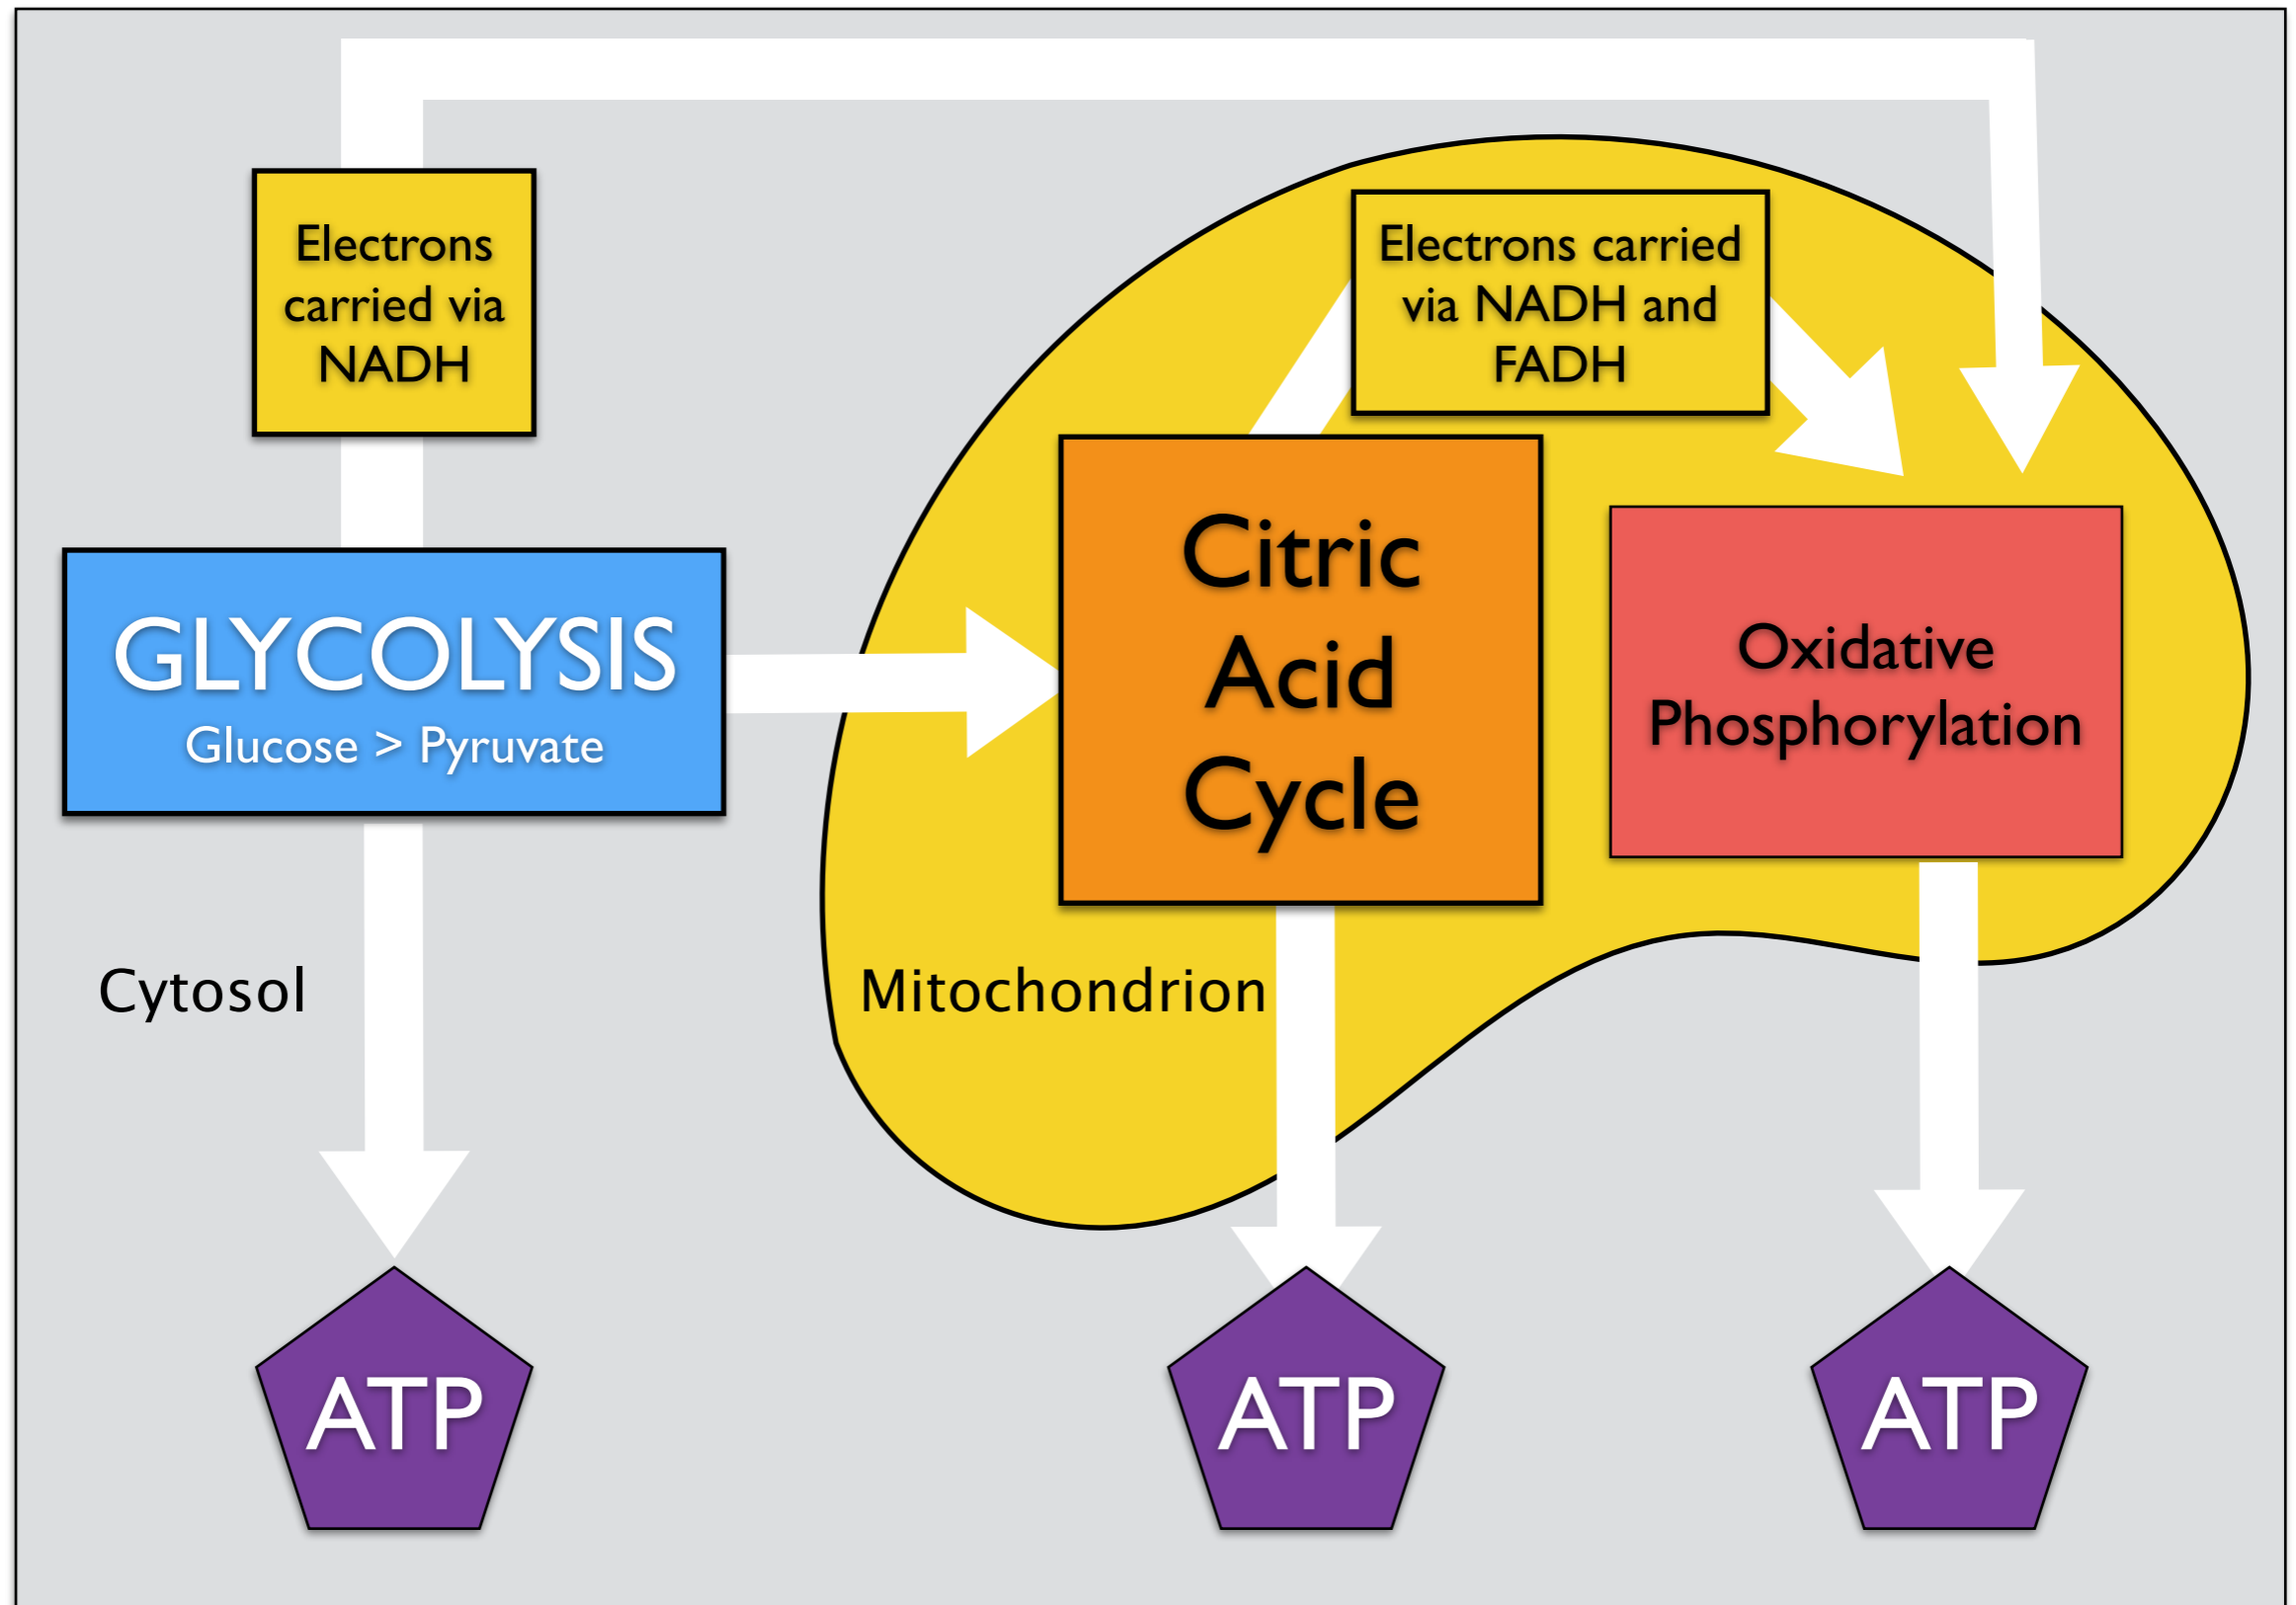 Electrons
carried via
NADH
Electrons carried
via NADH and
FADH
GLYCOLYSIS
Glucose > Pyruvate
Citric
Acid
Cycle
Oxidative
Phosphorylation
Cytosol
Mitochondrion
ATP
ATP
ATP